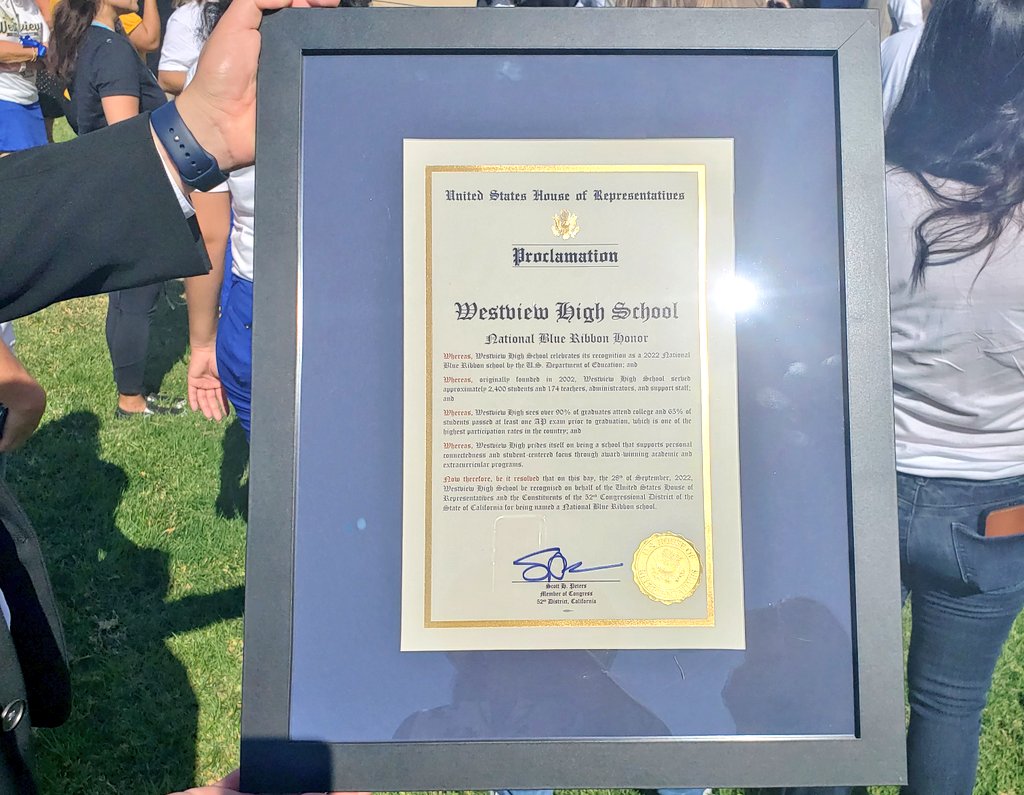 Westview
United States House of Representatives
Proclamation
Westview High School
National Blue Ribbon Honor
Whereas, Westview High School celebrates its recognition as a 2022 National
Blue Ribbon school by the U.S. Department of Education; and
Whereas, originally founded in 2002, Westview High School served
approximately 2,400 students and 174 teachers, administrators, and support staff;
and
Whereas, Westview High sees over 90% of graduates attend college and 65% of
students passed at least one AP exam prior to graduation, which is one of the
highest participation rates in the country; and
Whereas, Westview High prides itself on being a school that supports personal
connectedness and student-centered focus through award-winning academic and
extracurricular programs.
Now therefore, be it resolved that on this day, the 28th of September, 2022,
Westview High School be recognized on behalf of the United States House of
Representatives and the Constituents of the 52nd Congressional District of the
State of California for being named a National Blue Ribbon school.
Scott H. Peters
Member of Congress
52nd District, California